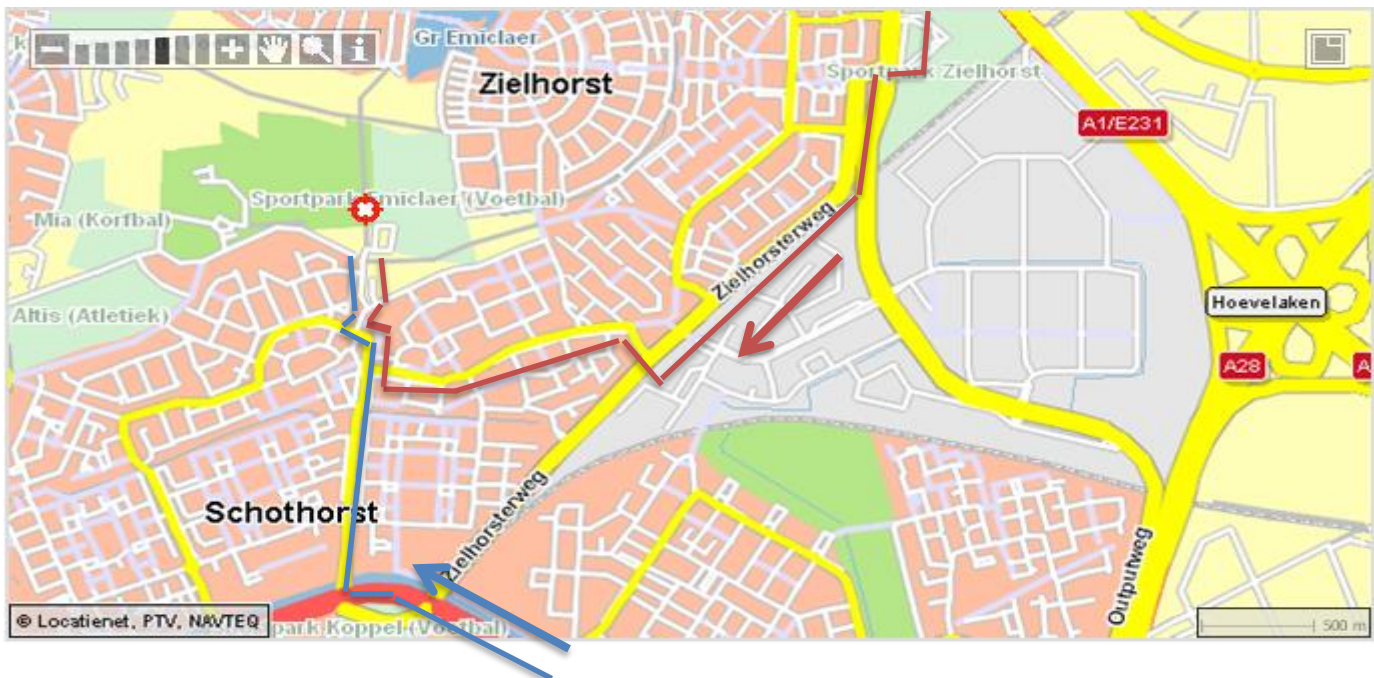 Gr Emiclaer
Zielhorst
Sportpark Zielhorst
A1/E231
Sportpark Emiclaer (Voetbal)
Mia (Korfbal)
Zielhorsterweg
Hoevelaken
Altis (Atletiek)
A28
A
Schothorst
Zielhorsterweg
Outputweg
© Locatienet, PTV, NAVTEQ
park Koppel (Voetbal)
500 m